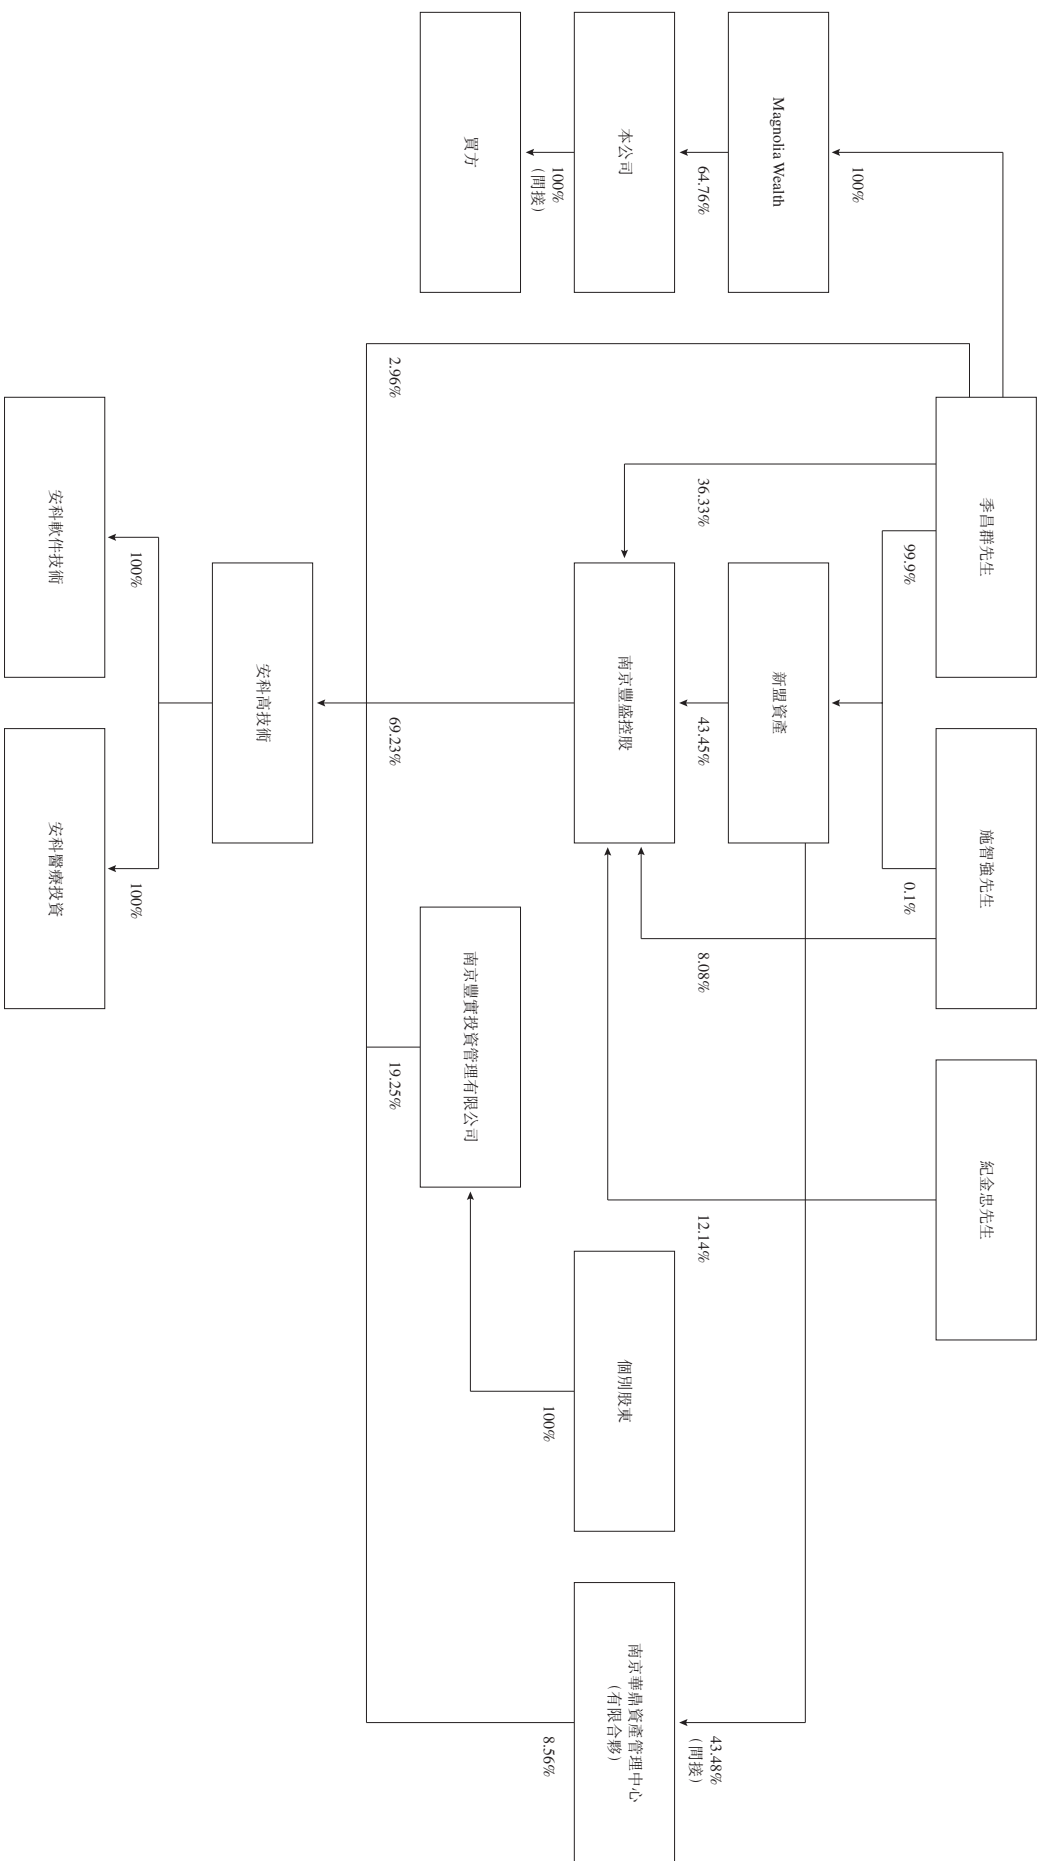 季昌群先生
施智強先生
紀金忠先生
99.9%
0.1%
100%
Magnolia Wealth
新盟資產
64.76%
36.33%
43.45%
8.08%
12.14%
43.48%
（間接）
本公司
南京豐盛控股
個別股東
南京華鼎資產管理中心
（有限合夥）
100%
（間接）
100%
8.56%
買方
南京豐實投資管理有限公司
2.96%
69.23%
19.25%
安科高技術
100%
100%
安科軟件技術
安科醫療投資